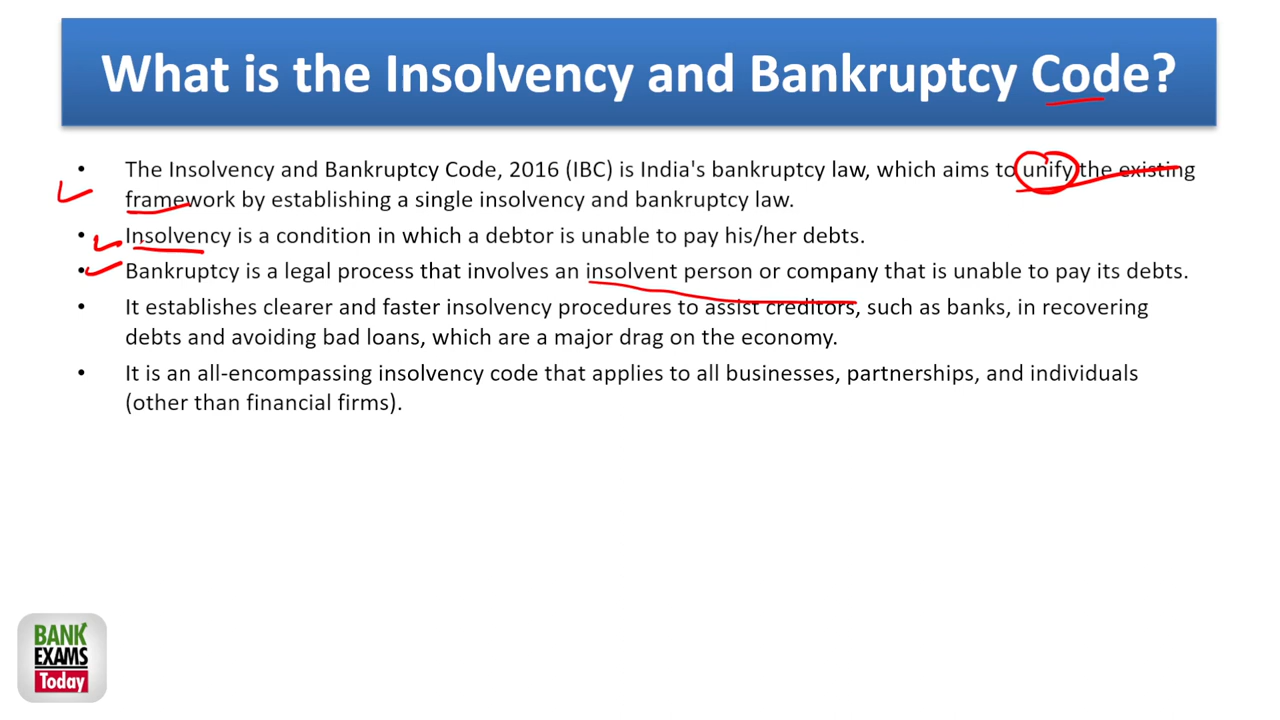 What is the Insolvency and Bankruptcy Code?
• The Insolvency and Bankruptcy Code, 2016 (IBC) is India's bankruptcy law, which aims to unify the existing
framework by establishing a single insolvency and bankruptcy law.
• Insolvency is a condition in which a debtor is unable to pay his/her debts.
• Bankruptcy is a legal process that involves an insolvent person or company that is unable to pay its debts.
• It establishes clearer and faster insolvency procedures to assist creditors, such as banks, in recovering
debts and avoiding bad loans, which are a major drag on the economy.
• It is an all-encompassing insolvency code that applies to all businesses, partnerships, and individuals
(other than financial firms).
BANK
EXAMS
Today